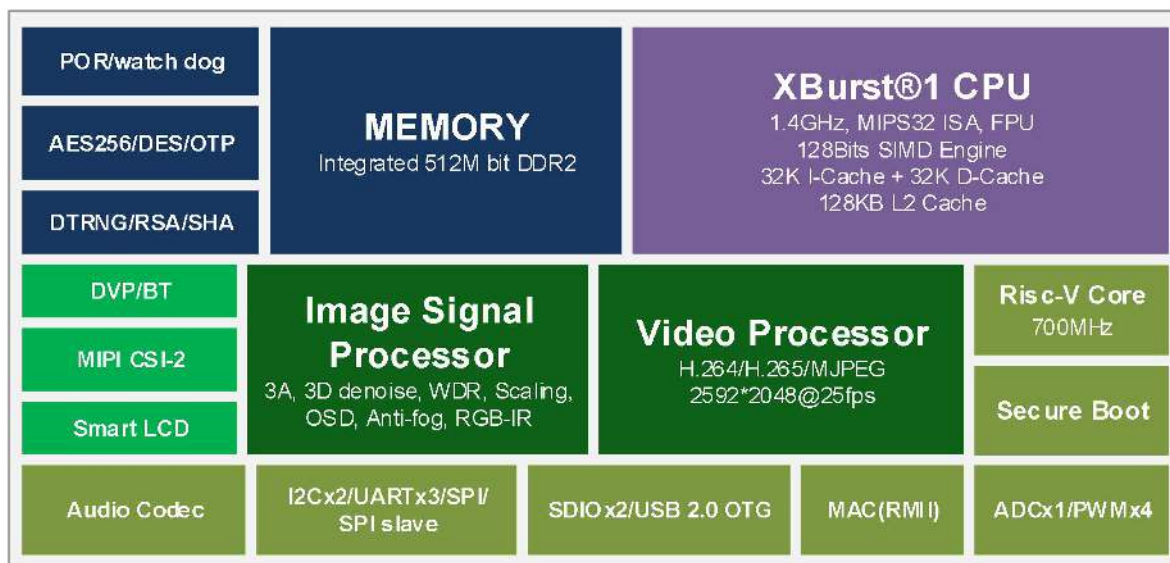 POR/watch dog
AES256/DES/OTP
DTRNG/RSA/SHA
MEMORY
Integrated 512M bit DDR2
XBurst®1 CPU
1.4GHz, MIPS32 ISA, FPU
128Bits SIMD Engine
32K I-Cache + 32K D-Cache
128KB L2 Cache
DVP/BT
MIPI CSI-2
Smart LCD
Image Signal
Processor
3A, 3D denoise, WDR, Scaling,
OSD, Anti-fog, RGB-IR
Video Processor
H.264/H.265/MJPEG
2592*2048@25fps
Risc-V Core
700MHz
Secure Boot
Audio Codec
I2Cx2/UARTx3/SPI/
SPI slave
SDIOx2/USB 2.0 OTG
MAC(RMII)
ADCx1/PWMx4